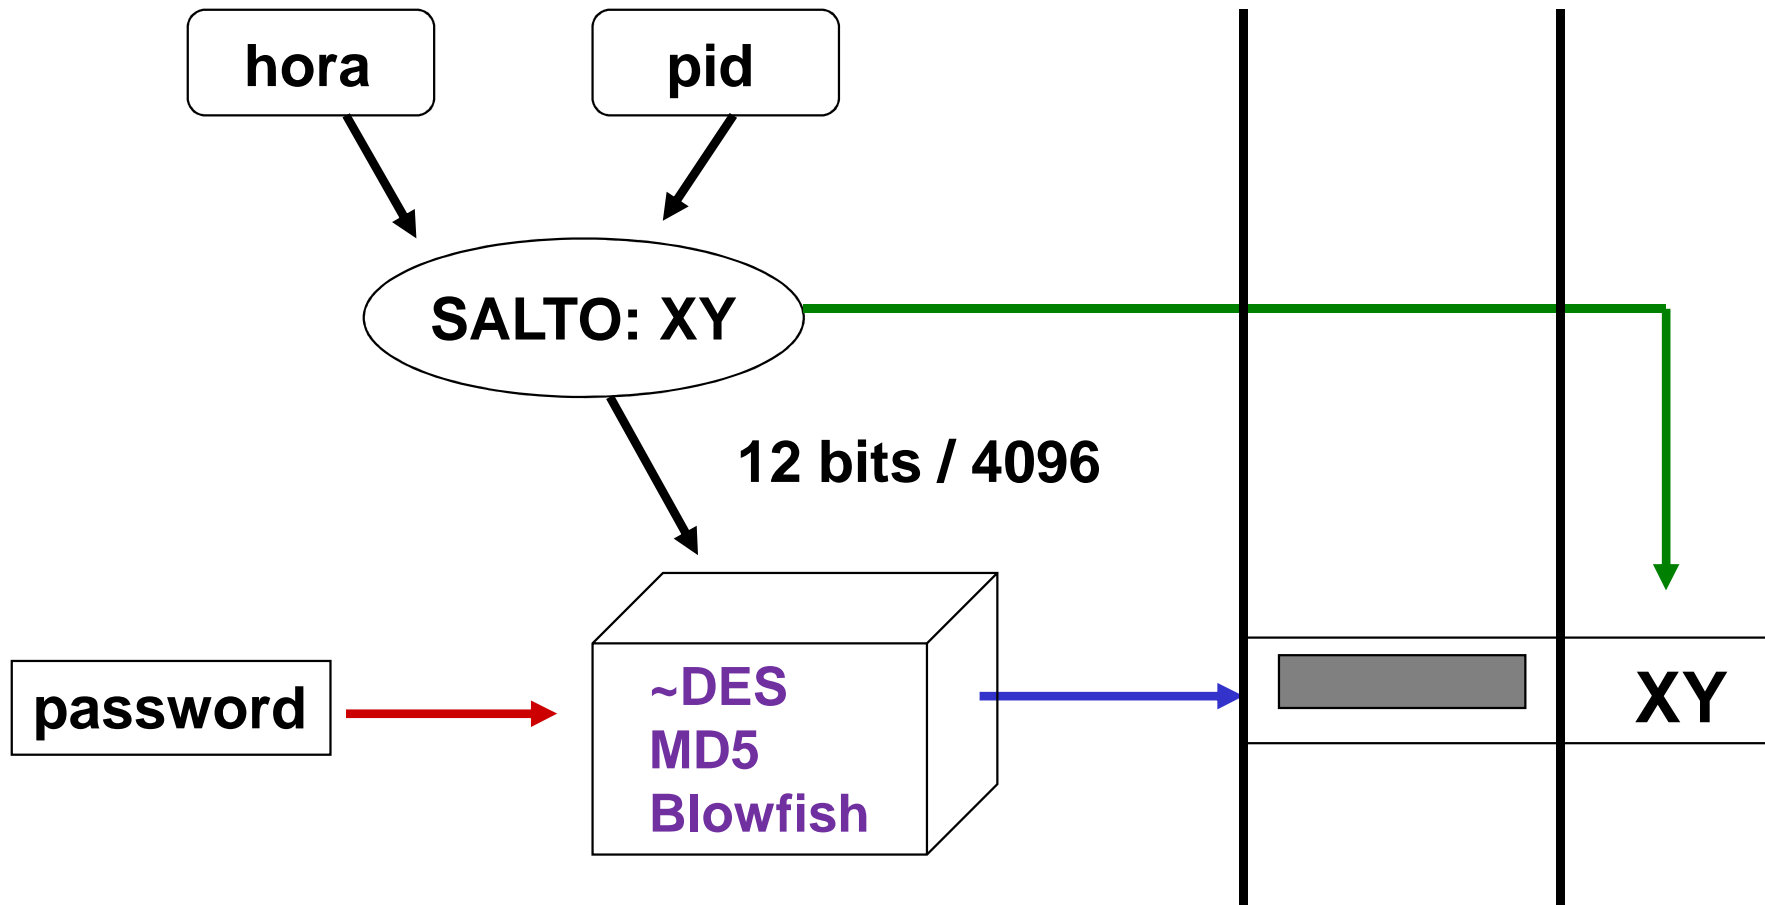 hora
pid
SALTO: XY
12 bits / 4096
password
~DES
MD5
Blowfish
XY